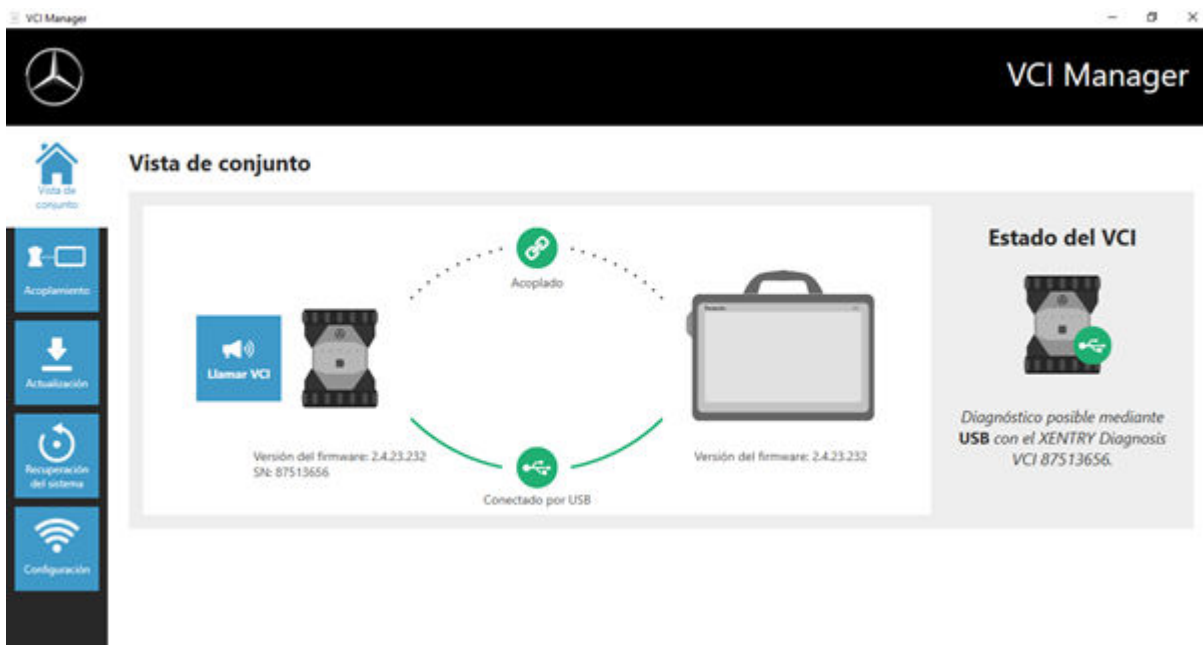 VCI Manager
VCI Manager
Vista de
conjunto
Acoplamiento
Actualización
Recuperación
del sistema
Configuración
Vista de conjunto
Acoplado
Llamar VCI
Versión del firmware: 2.4.23.232
SN: 87513656
Conectado por USB
Versión del firmware: 2.4.23.232
Estado del VCI
Diagnóstico posible mediante
USB con el XENTRY Diagnosis
VCI 87513656.